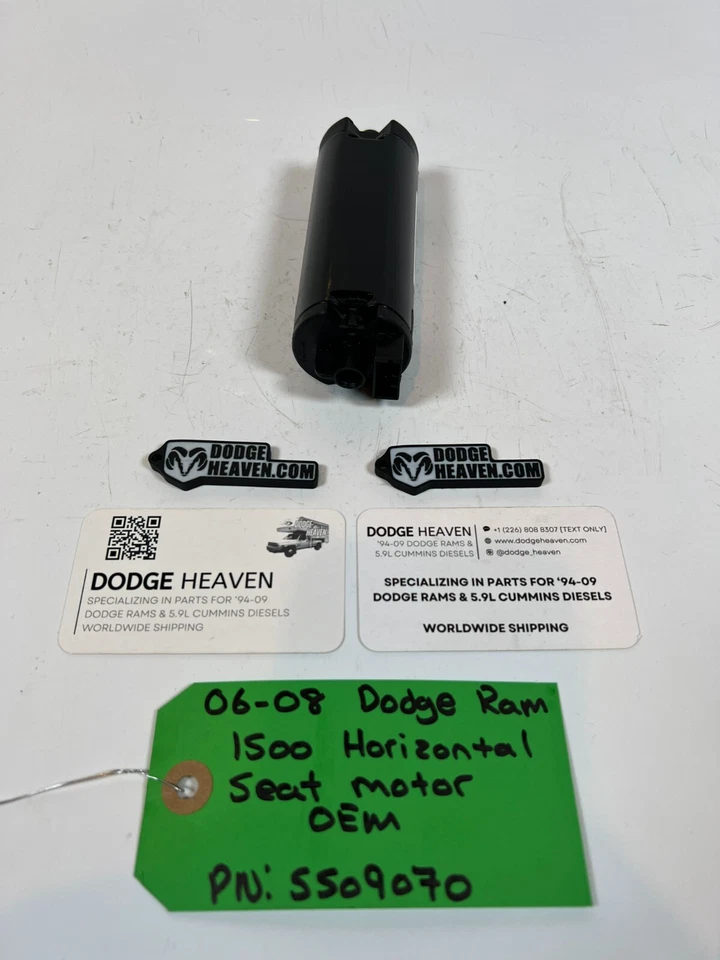 DODGE
HEAVEN.COM
DODGE
HEAVEN.COM
DODGE
HEAVEN
DODGE HEAVEN
SPECIALIZING IN PARTS FOR '94-09
DODGE RAMS & 5.9L CUMMINS DIESELS
WORLDWIDE SHIPPING
DODGE HEAVEN
'94-09 DODGE RAMS &
5.9L CUMMINS DIESELS
+1 (226) 808 8307 [TEXT ONLY]
www.dodgeheaven.com
@dodge_heaven
SPECIALIZING IN PARTS FOR '94-09
DODGE RAMS & 5.9L CUMMINS DIESELS
WORLDWIDE SHIPPING
06-08 Dodge Ram
1500 Horizontal
Seat motor
OEM
PN: 5509070